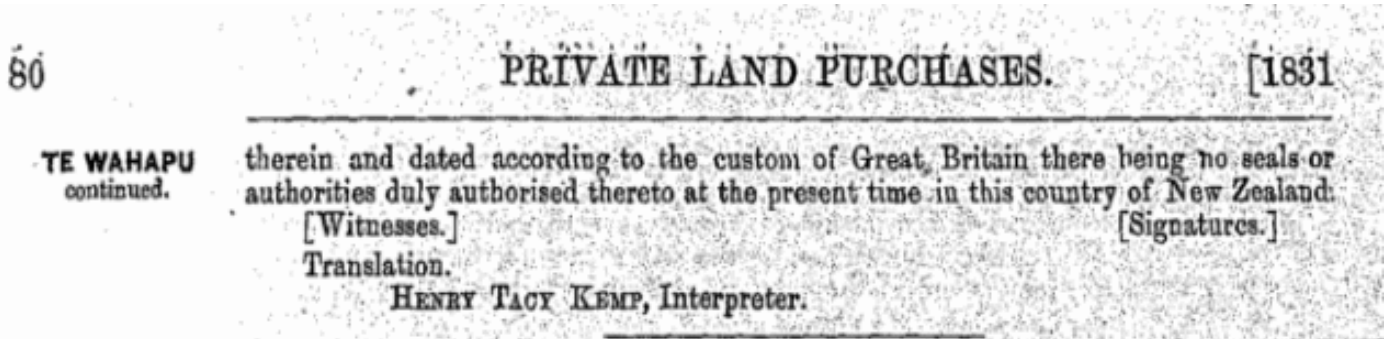 80 PRIVATE LAND PURCHASES. [1831
TE WAHAPU
continued.
therein and dated according to the custom of Great Britain there being no seals or
authorities duly authorised thereto at the present time in this country of New Zealand.
[Witnesses.] [Signatures.]
Translation.
HENRY TACY KEMP, Interpreter.